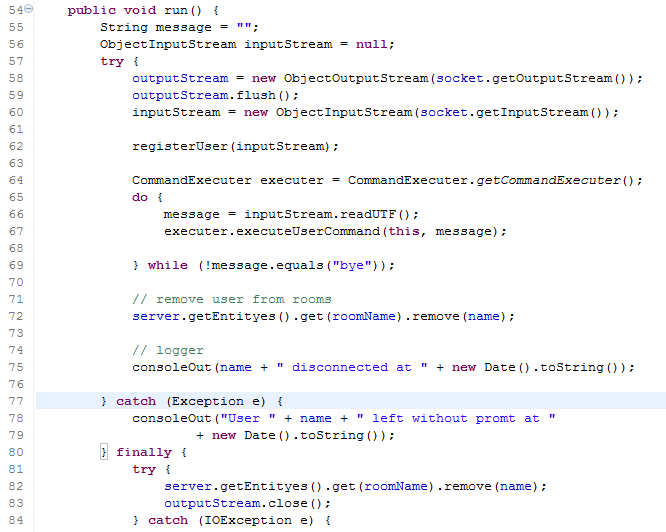 54 public void run() {
55 String message = "";
56 ObjectInputStream inputStream = null;
57 try {
58 outputStream = new ObjectOutputStream(socket.getOutputStream());
59 outputStream.flush();
60 inputStream = new ObjectInputStream(socket.getInputStream());
61
62 registerUser(inputStream);
63
64 CommandExecuter executer = CommandExecuter.getCommandExecuter();
65 do {
66 message = inputStream.readUTF();
67 executer.executeUserCommand(this, message);
68
69 } while (!message.equals("bye"));
70
71 // remove user from rooms
72 server.getEntityes().get(roomName).remove(name);
73
74 // logger
75 consoleOut(name + " disconnected at " + new Date().toString());
76
77 } catch (Exception e) {
78 consoleOut("User " + name + " left without promt at "
79 + new Date().toString());
80 } finally {
81 try {
82 server.getEntityes().get(roomName).remove(name);
83 outputStream.close();
84 } catch (IOException e) {